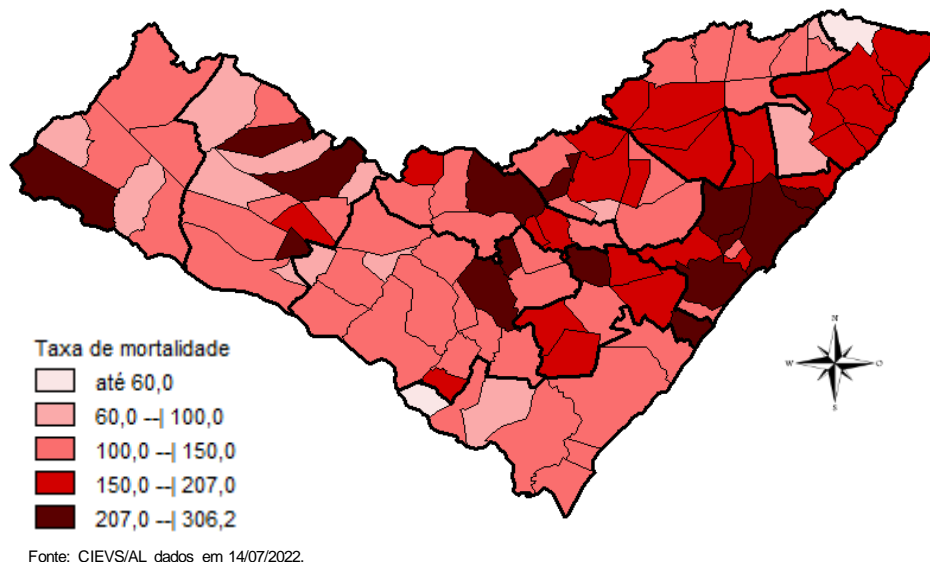 N
W
O
S
Taxa de mortalidade
até 60,0
60,0 --| 100,0
100,0 --| 150,0
150,0 --| 207,0
207,0 --| 306,2
Fonte: CIEVS/AL dados em 14/07/2022.